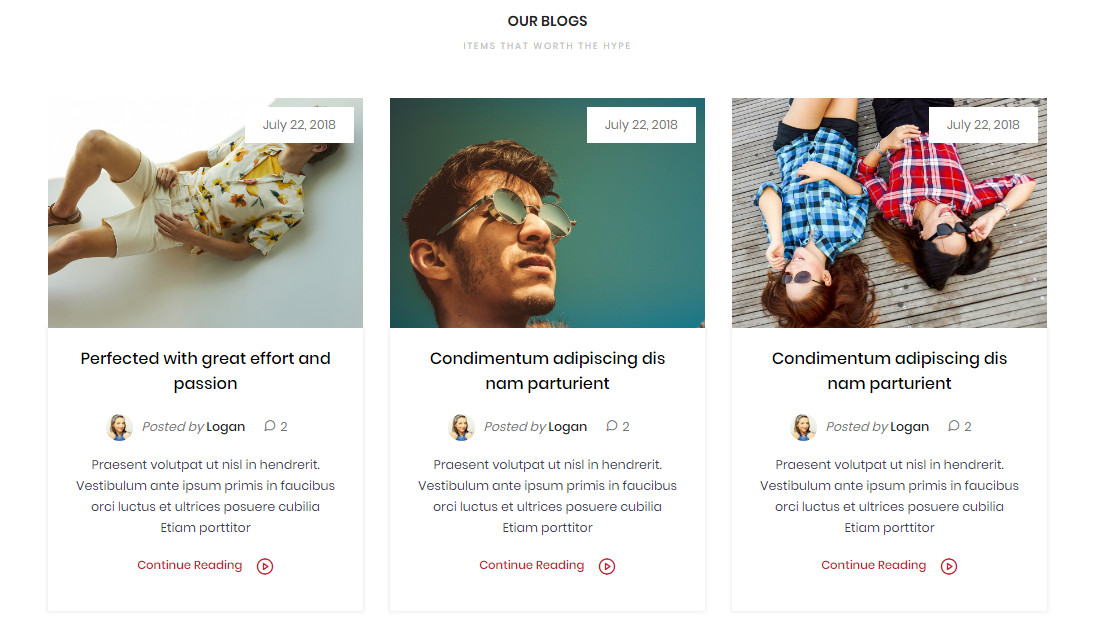 OUR BLOGS
ITEMS THAT WORTH THE HYPE
July 22, 2018
Perfected with great effort and
passion
Posted by Logan 2
Praesent volutpat ut nisl in hendrerit.
Vestibulum ante ipsum primis in faucibus
orci luctus et ultrices posuere cubilia
Etiam porttitor
Continue Reading
July 22, 2018
Condimentum adipiscing dis
nam parturient
Posted by Logan 2
Praesent volutpat ut nisl in hendrerit.
Vestibulum ante ipsum primis in faucibus
orci luctus et ultrices posuere cubilia
Etiam porttitor
Continue Reading
July 22, 2018
Condimentum adipiscing dis
nam parturient
Posted by Logan 2
Praesent volutpat ut nisl in hendrerit.
Vestibulum ante ipsum primis in faucibus
orci luctus et ultrices posuere cubilia
Etiam porttitor
Continue Reading